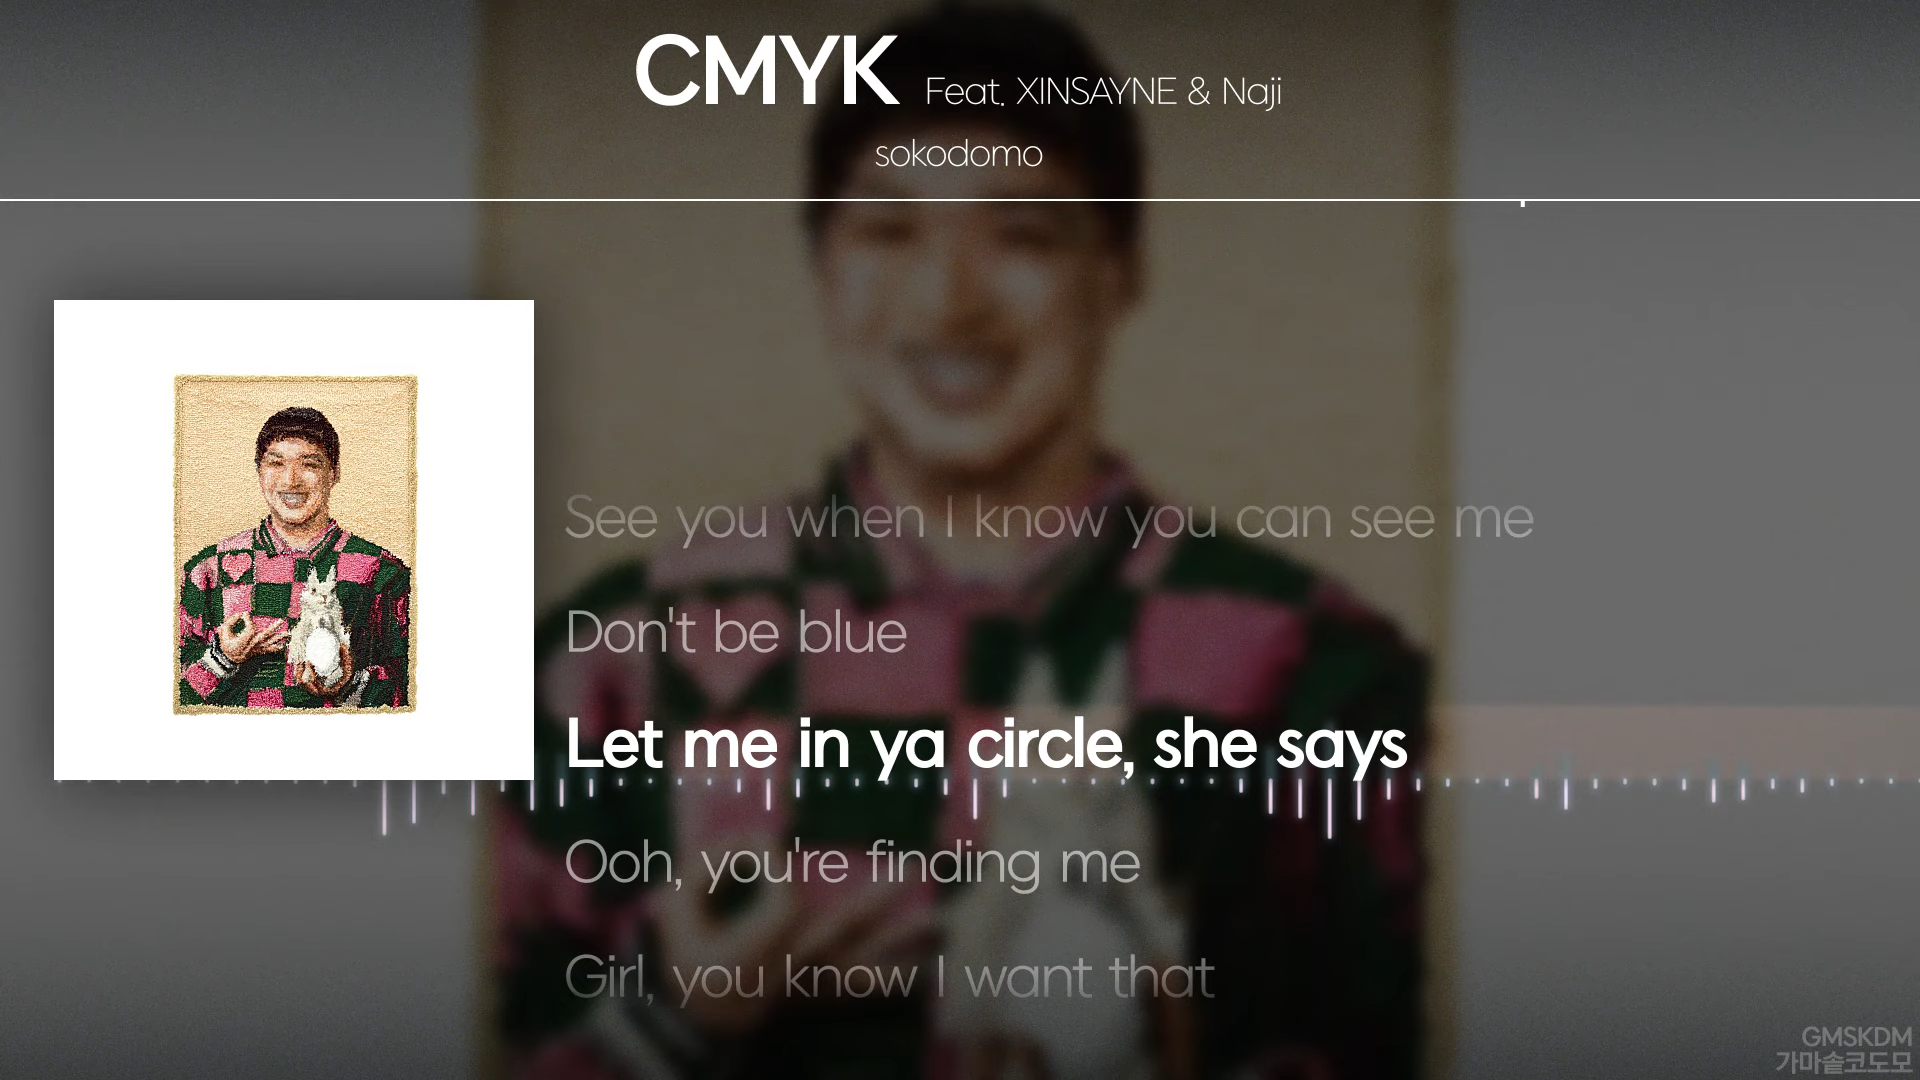 CMYK Feat. XINSAYNE & Naji
sokodomo
See you when I know you can see me
Don't be blue
Let me in ya circle, she says
Ooh, you're finding me
Girl, you know I want that
GMSKDM
가마솥코도모